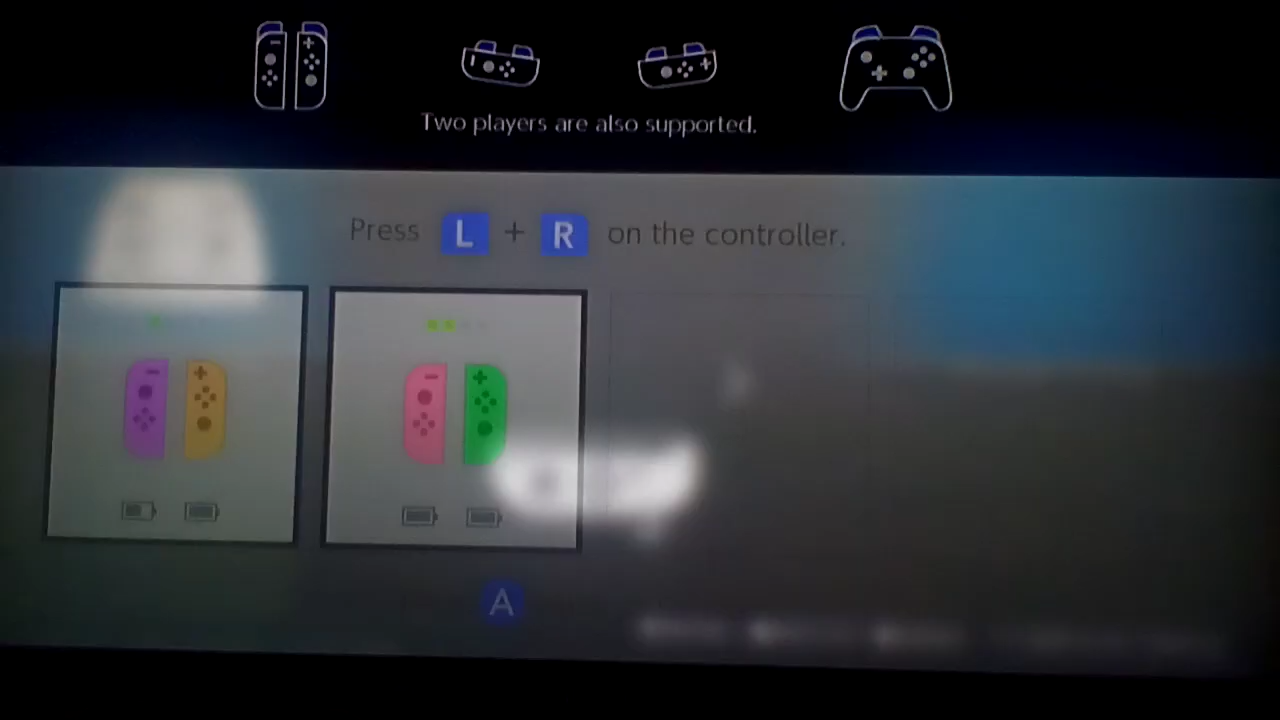 Two players are also supported.
Press L + R on the controller.
A